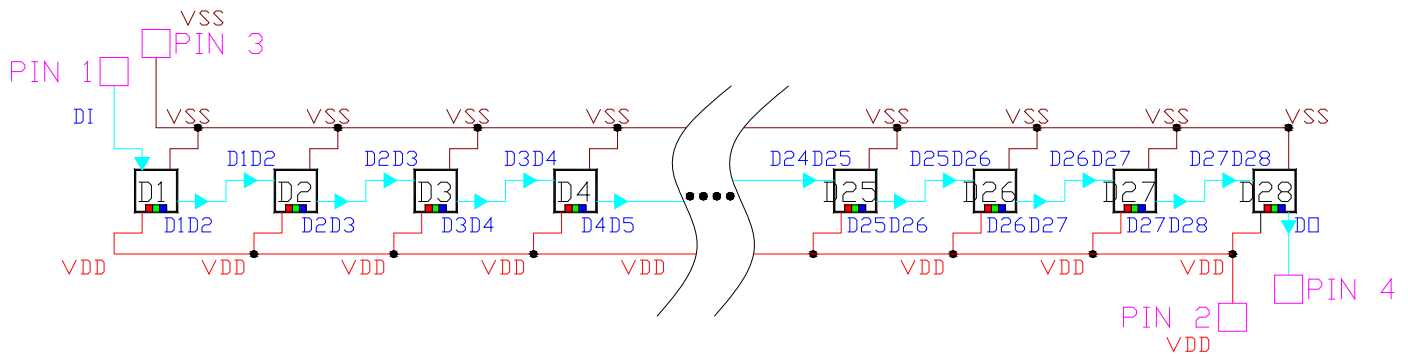 VSS
PIN 3
PIN 1
DI
VSS VSS VSS VSS VSS VSS VSS VSS
D1D2 D2D3 D3D4 D24D25 D25D26 D26D27 D27D28
D1 D2 D3 D4 D25 D26 D27 D28
D1D2 D2D3 D3D4 D4D5 D25D26 D26D27 D27D28 DO
VDD VDD VDD VDD VDD VDD VDD VDD
PIN 4
PIN 2
VDD